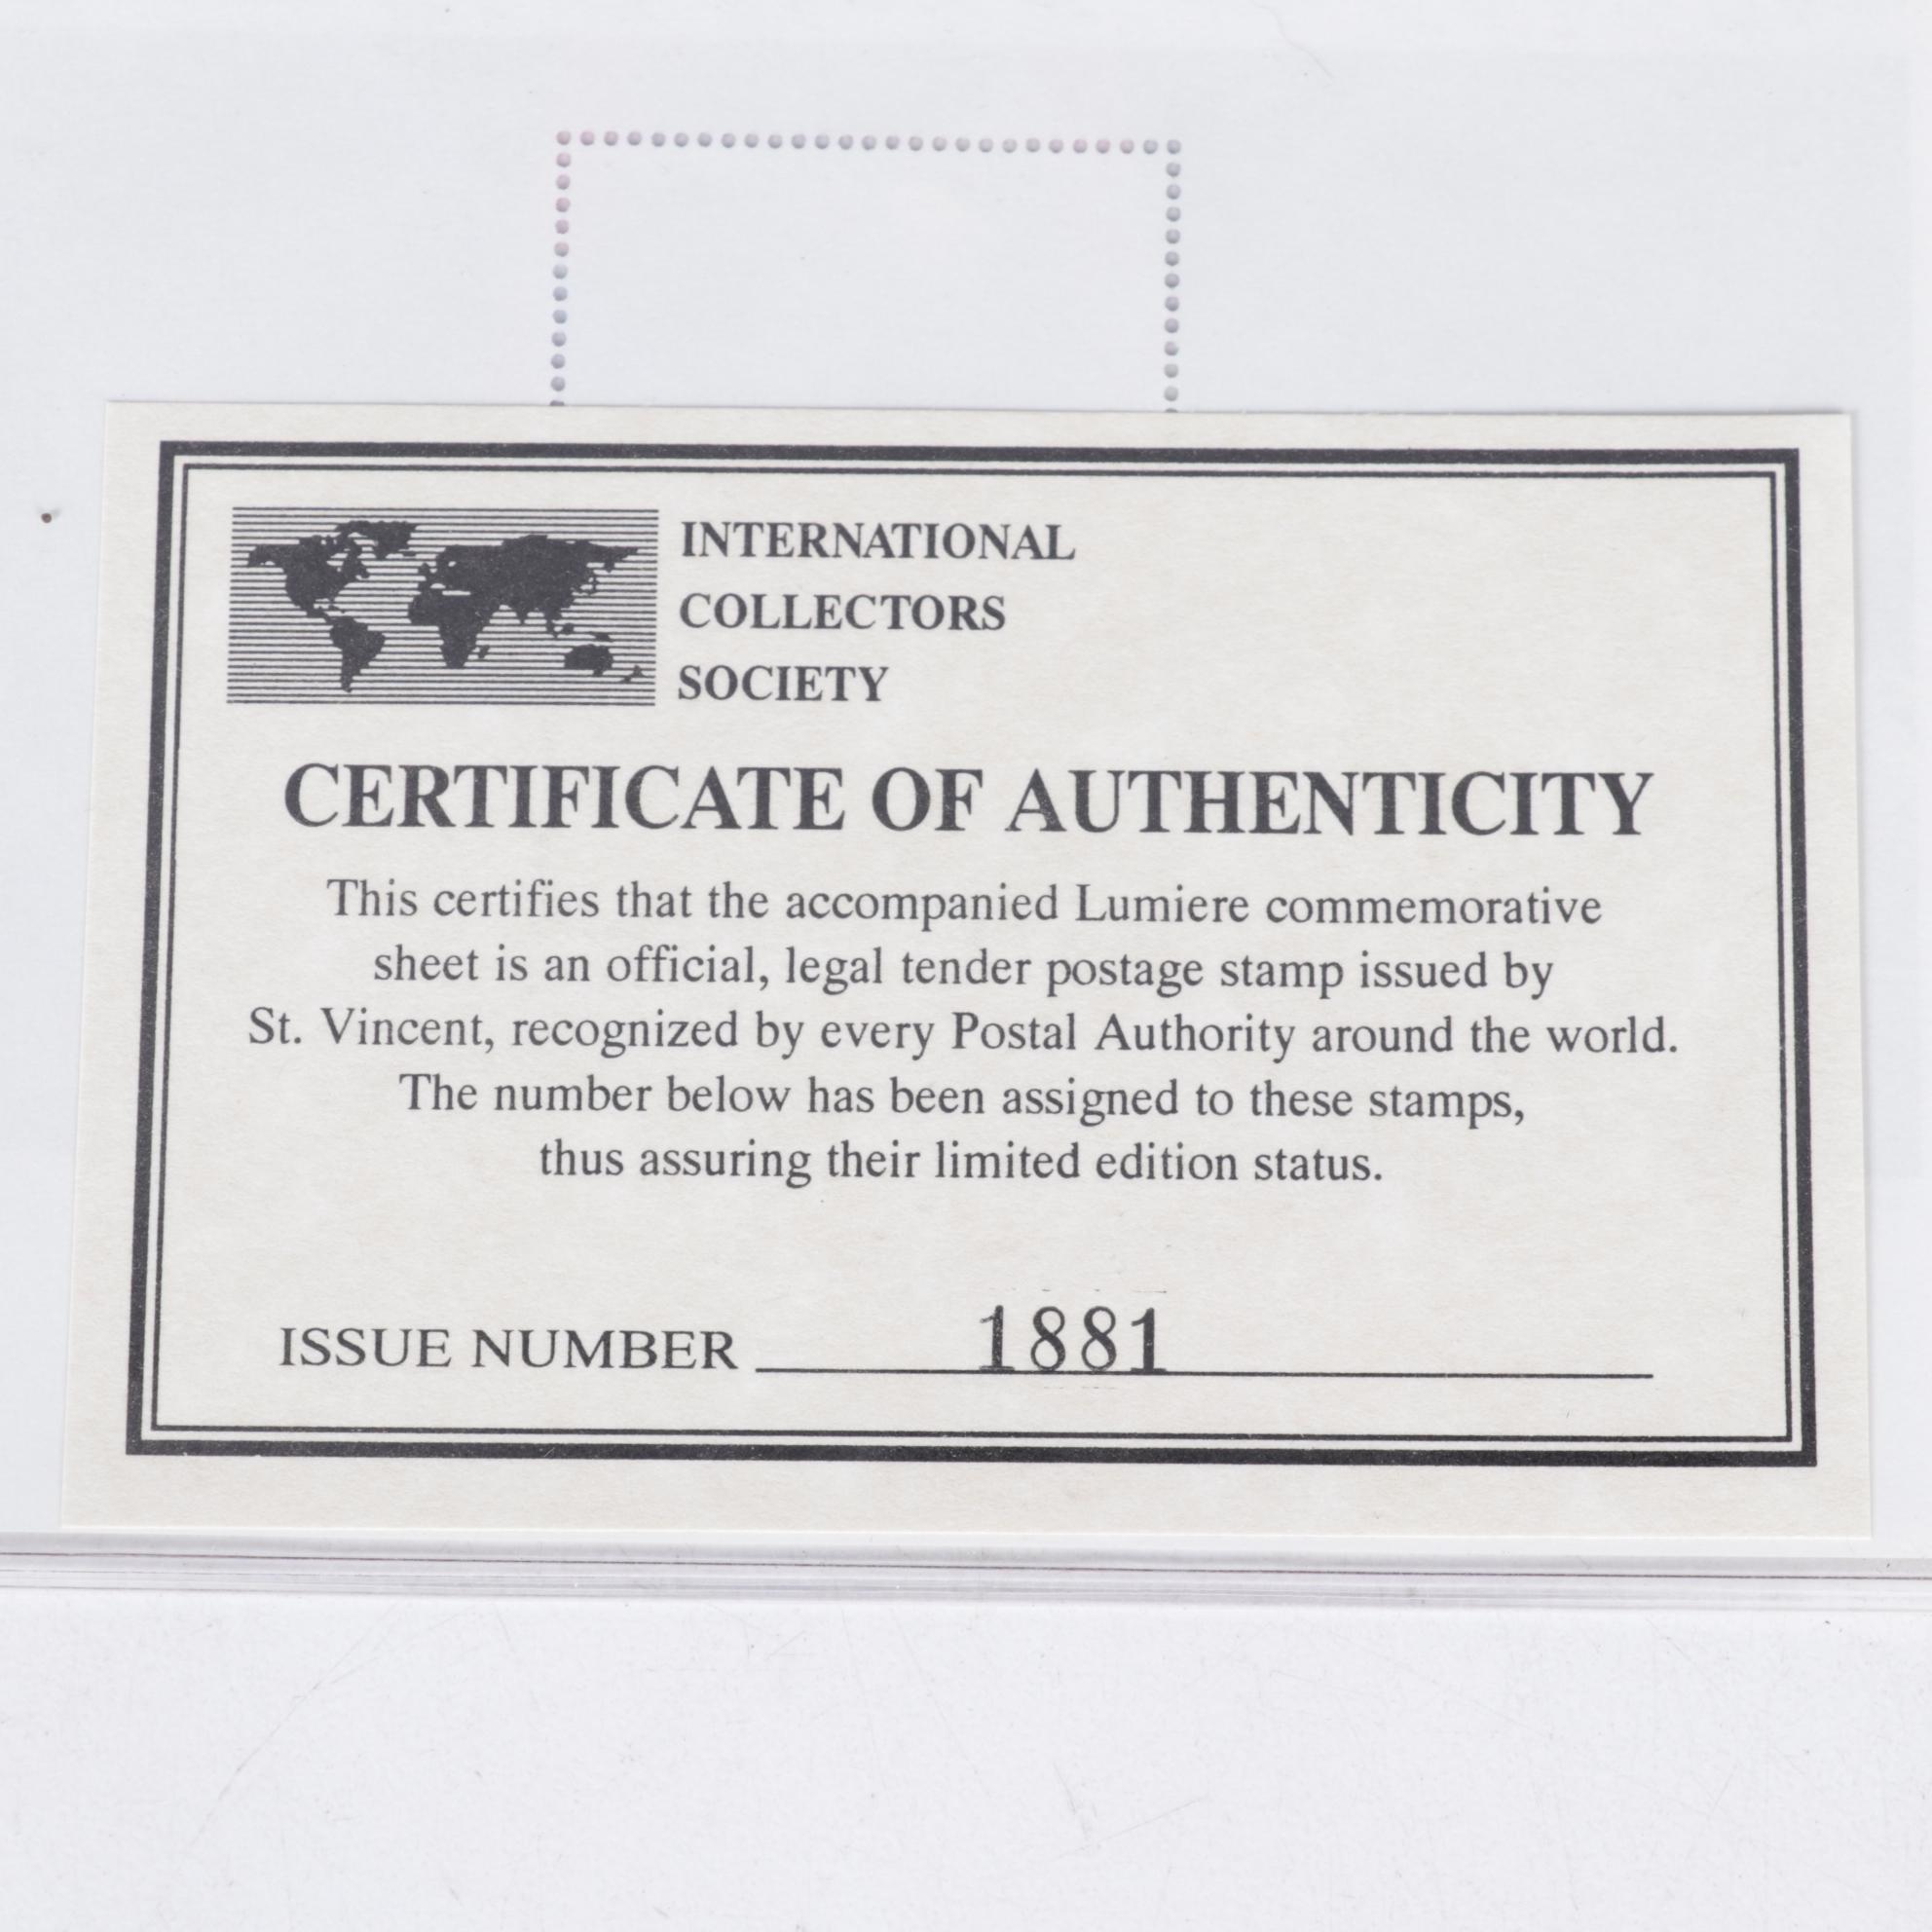 INTERNATIONAL
COLLECTORS
SOCIETY
CERTIFICATE OF AUTHENTICITY
This certifies that the accompanied Lumiere commemorative
sheet is an official, legal tender postage stamp issued by
St. Vincent, recognized by every Postal Authority around the world.
The number below has been assigned to these stamps,
thus assuring their limited edition status.
ISSUE NUMBER 1881